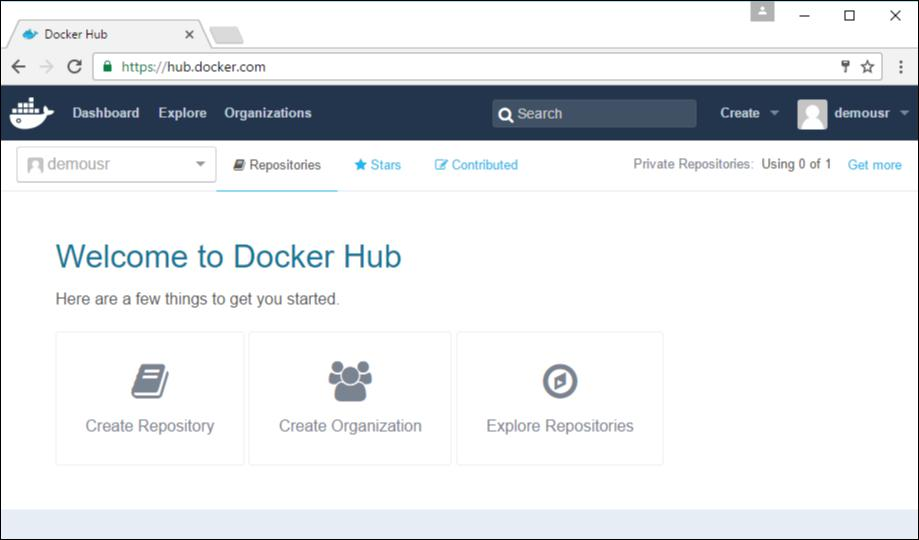 Docker Hub
https://hub.docker.com
Dashboard Explore Organizations Search Create demousr
demousr Repositories Stars Contributed Private Repositories: Using 0 of 1 Get more
Welcome to Docker Hub
Here are a few things to get you started.
Create Repository Create Organization Explore Repositories